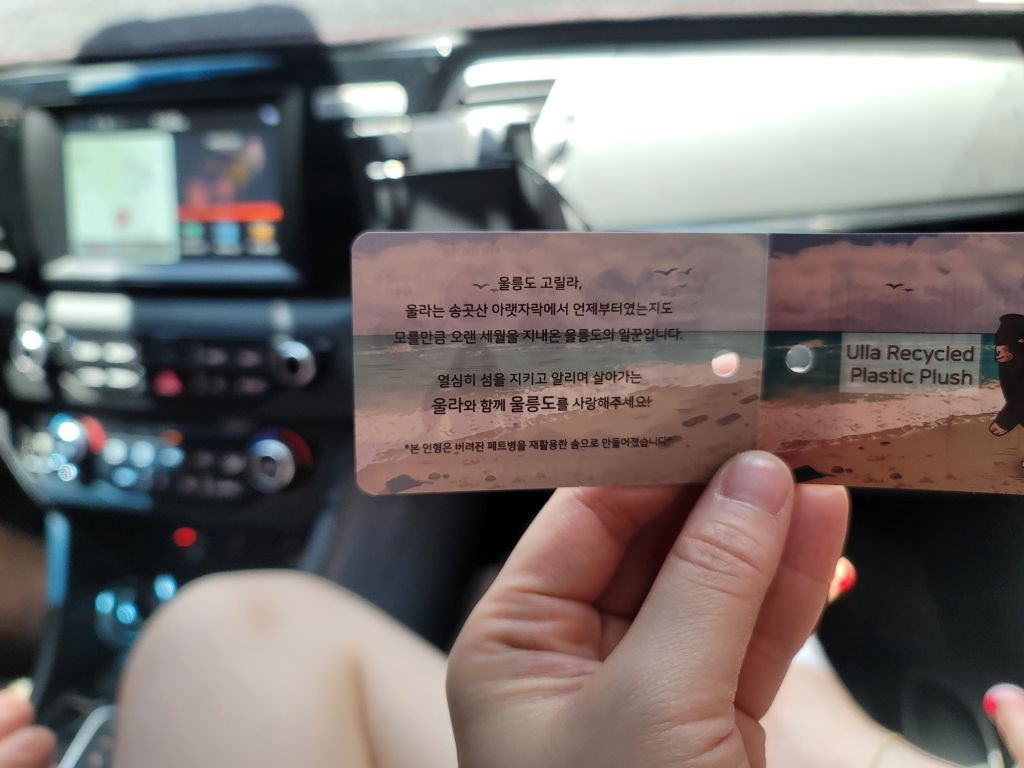 울릉도 고릴라,
울라는 송곳산 아랫자락에서 언제부터였는지도
모를만큼 오랜 세월을 지내온 울릉도의 일꾼입니다.
열심히 섬을 지키고 알리며 살아가는
울라와 함께 울릉도를 사랑해주세요!
*본 인형은 버려진 페트병을 재활용한 솜으로 만들어졌습니다*
Ulla Recycled
Plastic Plush